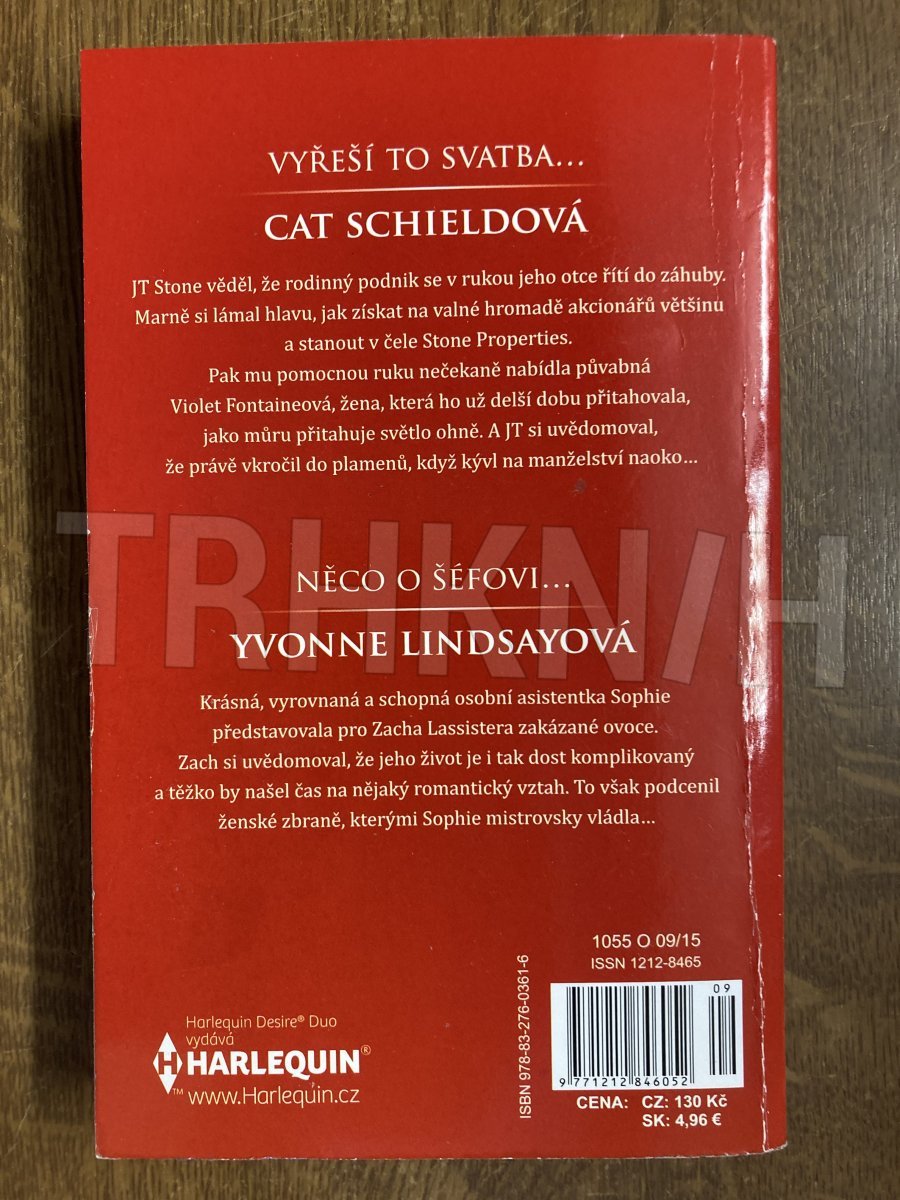 VYŘEŠÍ TO SVATBA...
CAT SCHIELDOVÁ
JT Stone věděl, že rodinný podnik se v rukou jeho otce řítí do záhuby.
Marně si lámal hlavu, jak získat na valné hromadě akcionářů většinu
a stanout v čele Stone Properties.
Pak mu pomocnou ruku nečekaně nabídla půvabná
Violet Fontaineová, žena, která ho už delší dobu přitahovala,
jako můru přitahuje světlo ohně. A JT si uvědomoval,
že právě vkročil do plamenů, když kývl na manželství naoko...
TRHKNIH
NĚCO O ŠÉFOVI...
YVONNE LINDSAYOVÁ
Krásná, vyrovnaná a schopná osobní asistentka Sophie
představovala pro Zacha Lassistera zakázané ovoce.
Zach si uvědomoval, že jeho život je i tak dost komplikovaný
a těžko by našel čas na nějaký romantický vztah. To však podcenil
ženské zbraně, kterými Sophie mistrovsky vládla...
1055 O 09/15
ISSN 1212-8465
09
9 771212 846052
ISBN 978-83-276-0361-6
CENA: CZ: 130 Kč
SK: 4,96 €
Harlequin Desire® Duo
vydává
HARLEQUIN®
™ www.Harlequin.cz